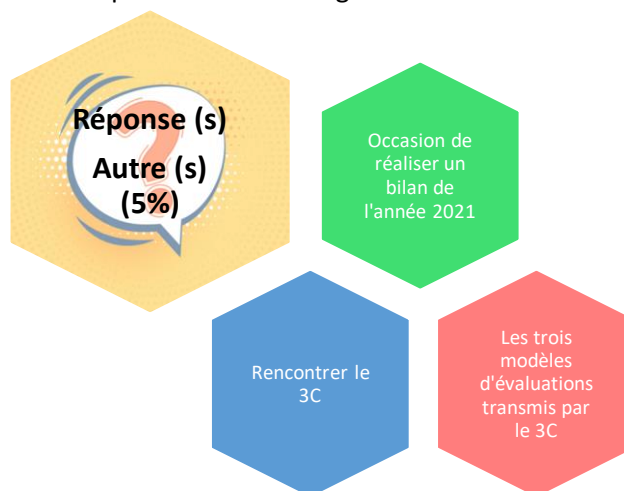 Réponse (s)
Autre (s)
(5%)
Occasion de
réaliser un
bilan de
l'année 2021
Rencontrer le
3C
Les trois
modèles
d'évaluations
transmis par
le 3C